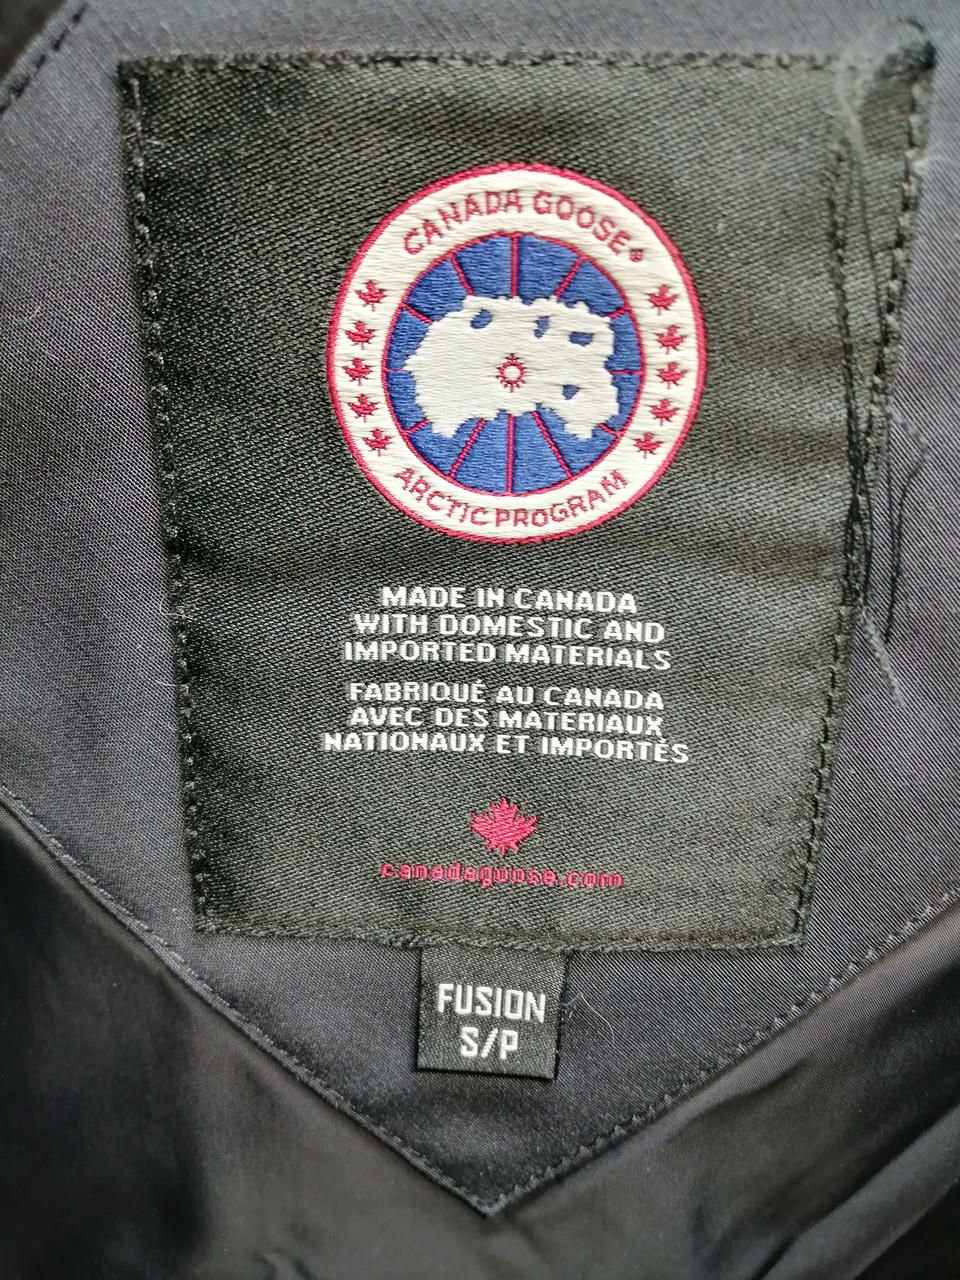 CANADA GOOSE®
ARCTIC PROGRAM
MADE IN CANADA
WITH DOMESTIC AND
IMPORTED MATERIALS
FABRIQUÉ AU CANADA
AVEC DES MATERIAUX
NATIONAUX ET IMPORTÉS
canadagoose.com
FUSION
S/P